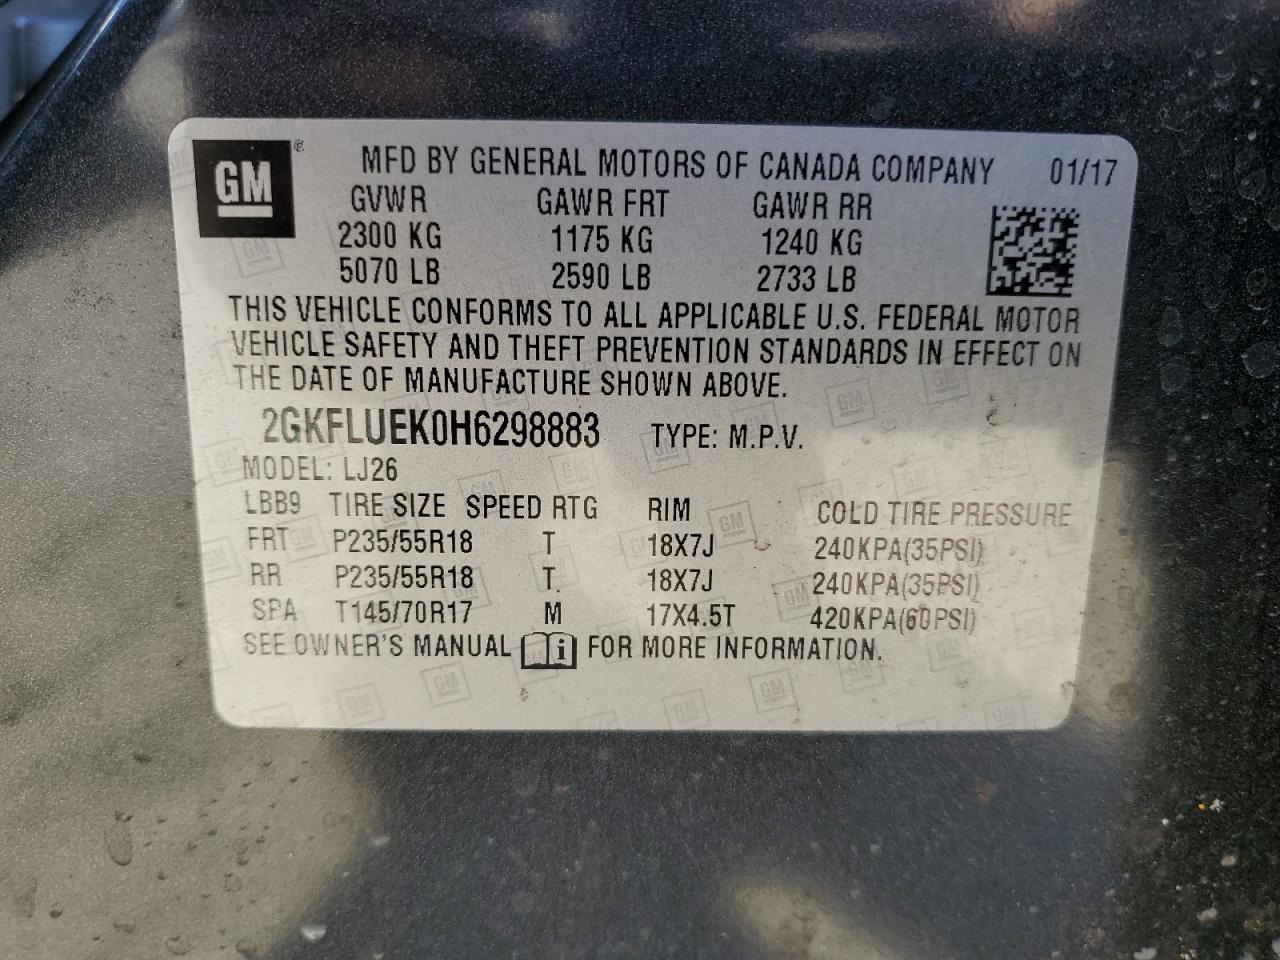 GM ® MFD BY GENERAL MOTORS OF CANADA COMPANY 01/17
GVWR GAWR FRT GAWR RR
2300 KG 1175 KG 1240 KG
5070 LB 2590 LB 2733 LB
THIS VEHICLE CONFORMS TO ALL APPLICABLE U.S. FEDERAL MOTOR
VEHICLE SAFETY AND THEFT PREVENTION STANDARDS IN EFFECT ON
THE DATE OF MANUFACTURE SHOWN ABOVE.
2GKFLUEK0H6298883 TYPE: M.P.V.
MODEL: LJ26
LBB9 TIRE SIZE SPEED RTG RIM COLD TIRE PRESSURE
FRT P235/55R18 T 18X7J 240KPA(35PSI)
RR P235/55R18 T 18X7J 240KPA(35PSI)
SPA T145/70R17 M 17X4.5T 420KPA(60PSI)
SEE OWNER'S MANUAL i FOR MORE INFORMATION.